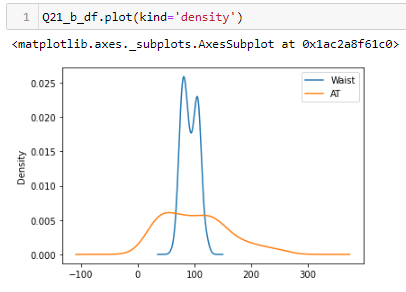 1 Q21_b_df.plot(kind='density')
<matplotlib.axes._subplots.AxesSubplot at 0x1ac2a8f61c0>
Waist
AT
Density
0.025
0.020
0.015
0.010
0.005
0.000
−100 0 100 200 300